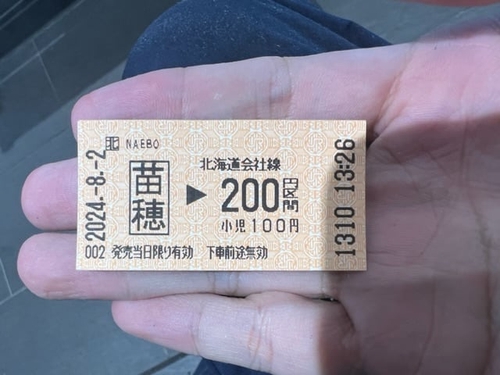 2024.-8.-2
北 NAEBO
苗穂
北海道会社線
▶ 200円区間
小児100円
002 発売当日限り有効 下車前途無効
1310 13:26